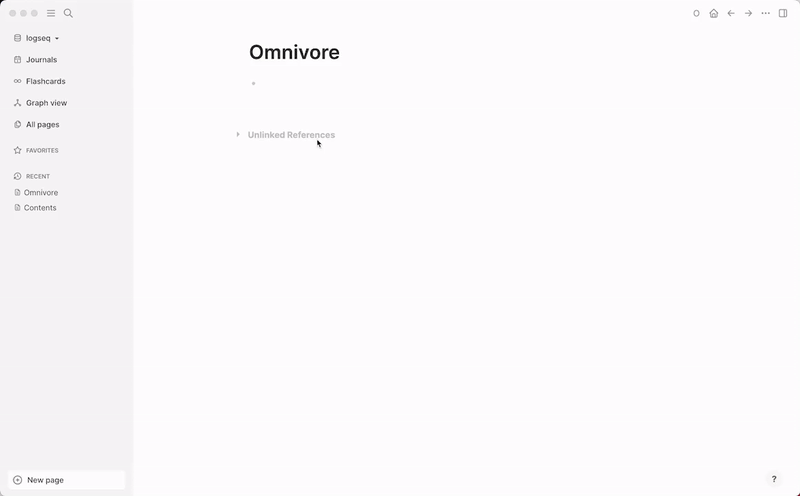 logseq
Journals
Flashcards
Graph view
All pages
FAVORITES
RECENT
Omnivore
Contents
New page
Omnivore
Unlinked References
?